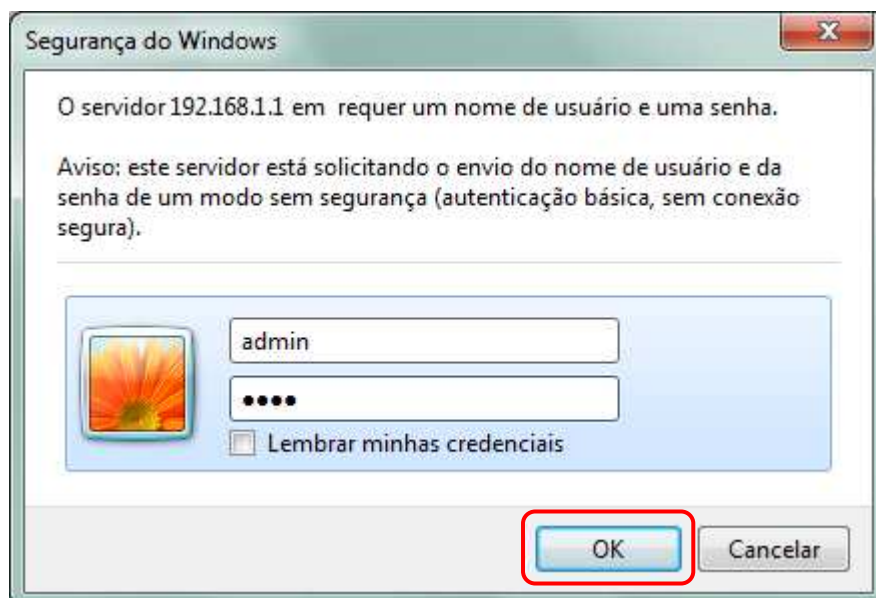 Segurança do Windows
O servidor 192.168.1.1 em requer um nome de usuário e uma senha.
Aviso: este servidor está solicitando o envio do nome de usuário e da
senha de um modo sem segurança (autenticação básica, sem conexão
segura).
admin
••••
Lembrar minhas credenciais
OK Cancelar